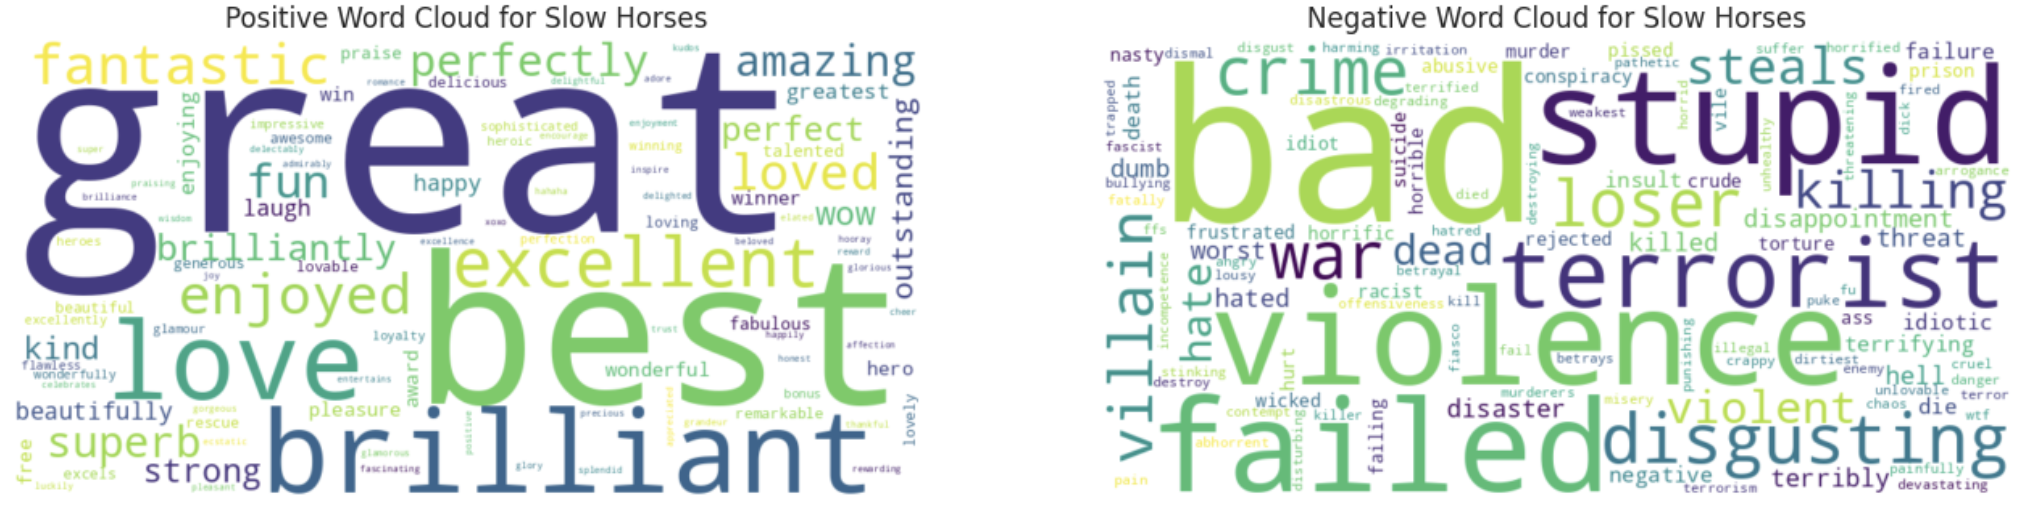 Positive Word Cloud for Slow Horses
fantastic
praise
perfectly
kudos
amazing
romance
delicious
delightful
adore
win
greatest
great
enjoying
impressive
awesome
delectably
admirably
sophisticated
heroic
encourage
enjoyment
winning
inspire
perfect
talented
loved
outstanding
super
praising
brilliance
fun
happy
hahaha
delighted
winner
laugh
wisdom
xoxo
loving
elated
wow
heroes
brilliantly
excellence
perfection
beloved
hooray
reward
generous
joy
lovable
excellent
glorious
enjoyed
best
beautiful
excellently
glamour
love
loyalty
trust
fabulous
happily
cheer
kind
flawless
wonderfully
celebrates
entertains
award
wonderful
honest
affection
hero
bonus
beautifully
gorgeous
rescue
pleasure
positive
precious
appreciated
grandeur
remarkable
thankful
lovely
free
superb
ecstatic
brilliant
glamorous
fascinating
glory
splendid
rewarding
excels
strong
luckily
pleasant
Negative Word Cloud for Slow Horses
nasty
dismal
disgust
harming
irritation
murder
pissed
suffer
horrified
failure
crime
abusive
conspiracy
pathetic
steals
prison
trapped
death
bad
disastrous
terrified
degrading
stupid
weakest
horrid
vile
fired
dick
threatening
unhealthy
fascist
idiot
suicide
horrible
destroying
dumb
bullying
fatally
died
insult
crude
arrogance
killing
loser
disappointment
villain
ffs
frustrated
horrific
hatred
rejected
killed
torture
threat
worst
angry
lousy
war
dead
betrayal
terrorist
incompetence
hate
hated
racist
offensiveness
kill
puke
fu
ass
idiotic
violence
fiasco
fail
betrays
punishing
illegal
crappy
dirtiest
enemy
terrifying
cruel
hell
danger
stinking
destroy
hurt
murderers
misery
unlovable
terror
wicked
contempt
killer
disaster
violent
chaos
die
wtf
failed
abhorrent
disturbing
failing
disgusting
pain
negative
terrorism
terribly
painfully
devastating